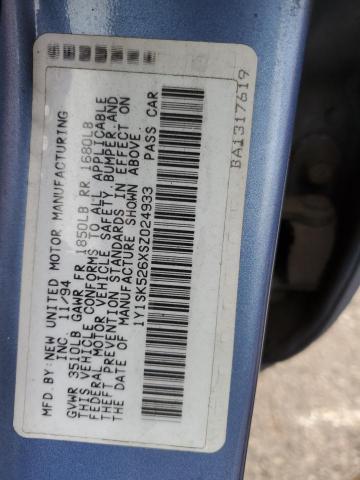 MFD.BY: NEW UNITED MOTOR MANUFACTURING
INC. 11/94
GVWR 3510LB GAWR FR 1850LB RR 1680LB
THIS VEHICLE CONFORMS TO ALL APPLICABLE
FEDERAL MOTOR VEHICLE SAFETY, BUMPER, AND
THEFT PREVENTION STANDARDS IN EFFECT ON
THE DATE OF MANUFACTURE SHOWN ABOVE.
1Y1SK526XSZ024933 PASS CAR
BA1317619